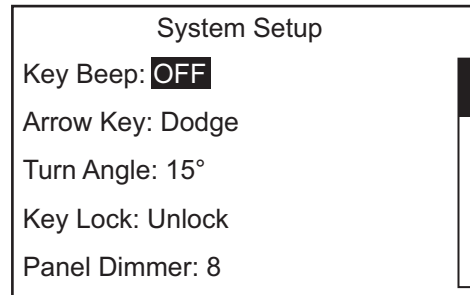 System Setup
Key Beep: OFF
Arrow Key: Dodge
Turn Angle: 15°
Key Lock: Unlock
Panel Dimmer: 8